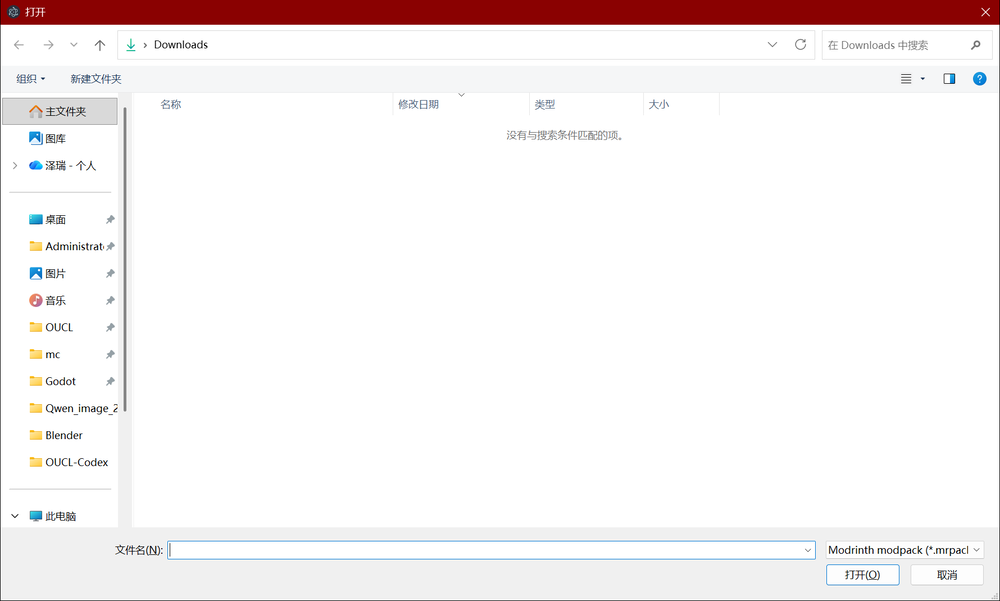 打开
Downloads
在 Downloads 中搜索
组织
新建文件夹
名称
修改日期
类型
大小
没有与搜索条件匹配的项。
主文件夹
图库
泽瑞 - 个人
桌面
Administrat
图片
音乐
OUCL
mc
Godot
Qwen_image_2
Blender
OUCL-Codex
此电脑
文件名(N):
Modrinth modpack (*.mrpacl
打开(O)
取消